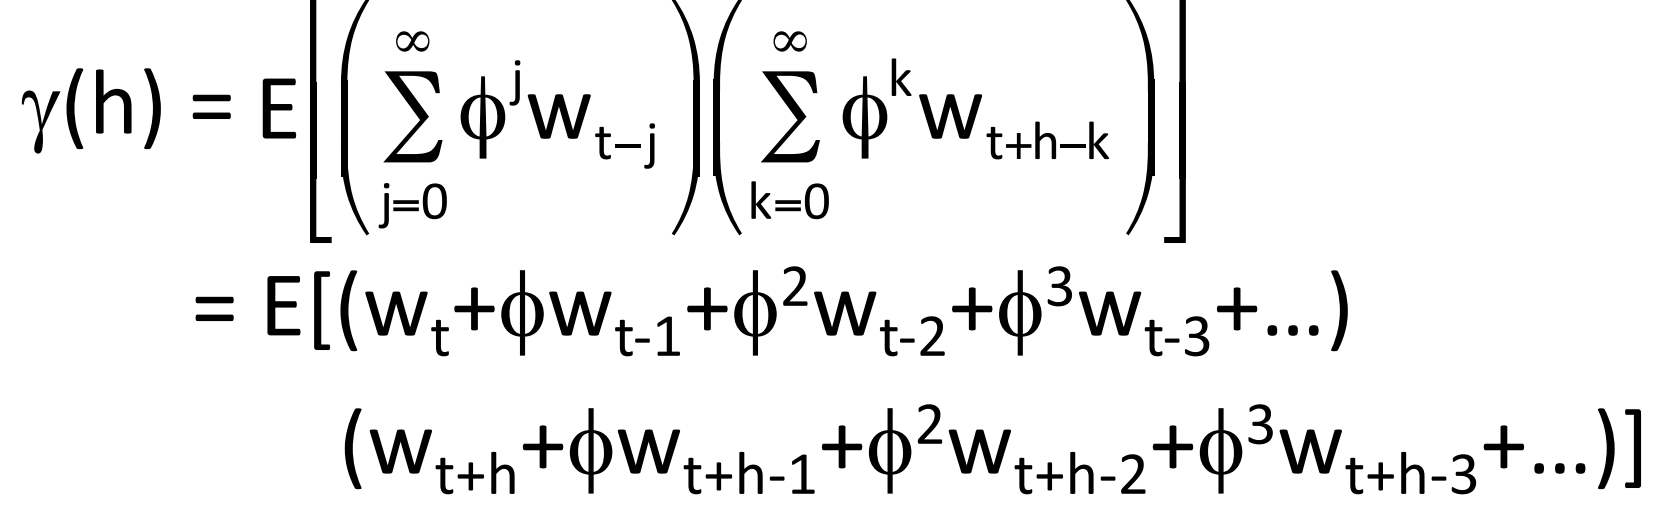 γ(h) = E[(∑_{j=0}^{∞} ϕ^j w_{t−j})(∑_{k=0}^{∞} ϕ^k w_{t+h−k})]
= E[(w_t+ϕw_{t-1}+ϕ^2w_{t-2}+ϕ^3w_{t-3}+...)
(w_{t+h}+ϕw_{t+h-1}+ϕ^2w_{t+h-2}+ϕ^3w_{t+h-3}+...)]